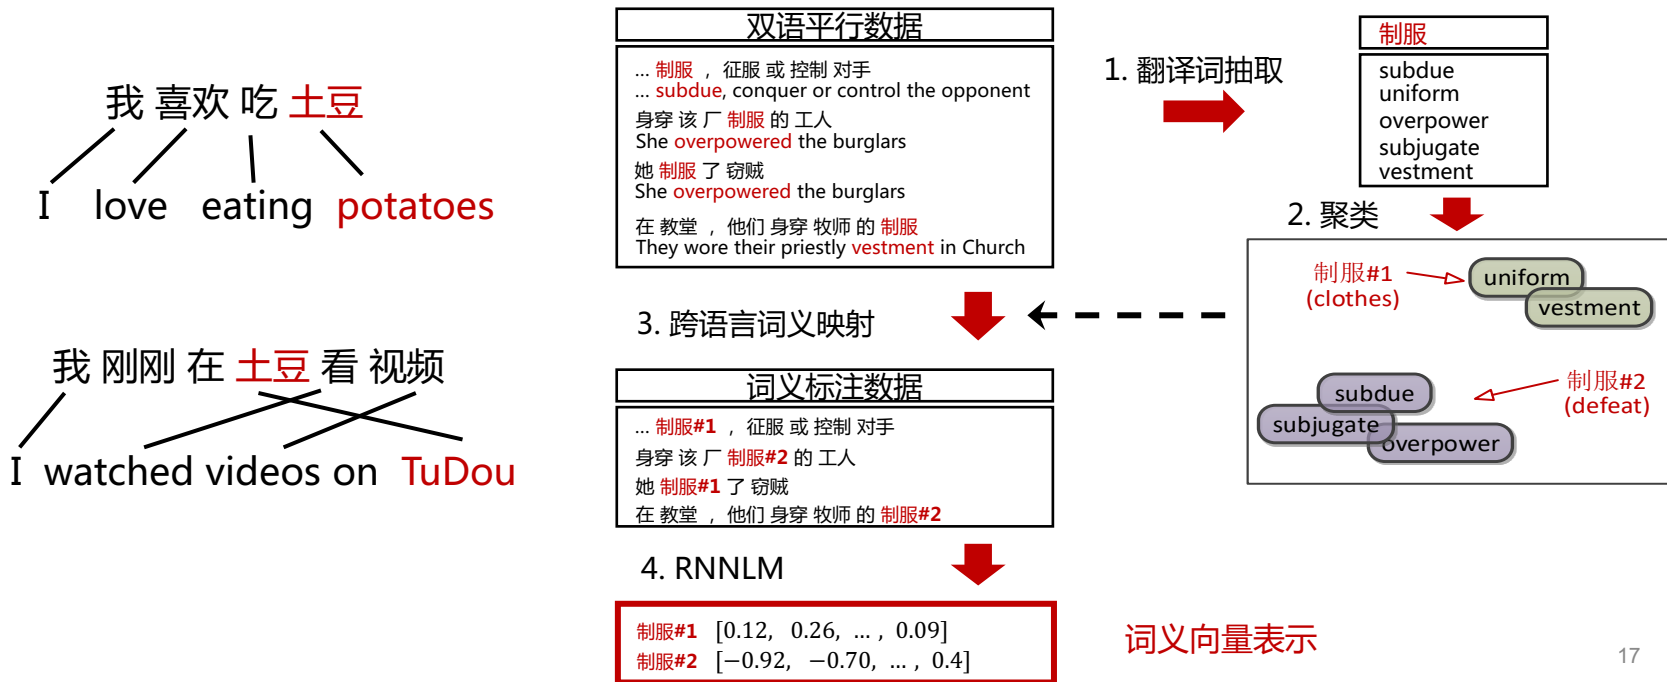 我 喜欢 吃 土豆
I love eating potatoes
我 刚刚 在 土豆 看 视频
I watched videos on TuDou
双语平行数据
... 制服 ， 征服 或 控制 对手
... subdue, conquer or control the opponent
身穿 该 厂 制服 的 工人
She overpowered the burglars
她 制服 了 窃贼
She overpowered the burglars
在 教堂 ， 他们 身穿 牧师 的 制服
They wore their priestly vestment in Church
1. 翻译词抽取
制服
subdue
uniform
overpower
subjugate
vestment
2. 聚类
制服#1
(clothes)
uniform
vestment
制服#2
(defeat)
subdue
subjugate
overpower
3. 跨语言词义映射
词义标注数据
... 制服#1 ， 征服 或 控制 对手
身穿 该 厂 制服#2 的 工人
她 制服#1 了 窃贼
在 教堂 ， 他们 身穿 牧师 的 制服#2
4. RNNLM
制服#1 [0.12, 0.26, … , 0.09]
制服#2 [−0.92, −0.70, … , 0.4]
词义向量表示
17